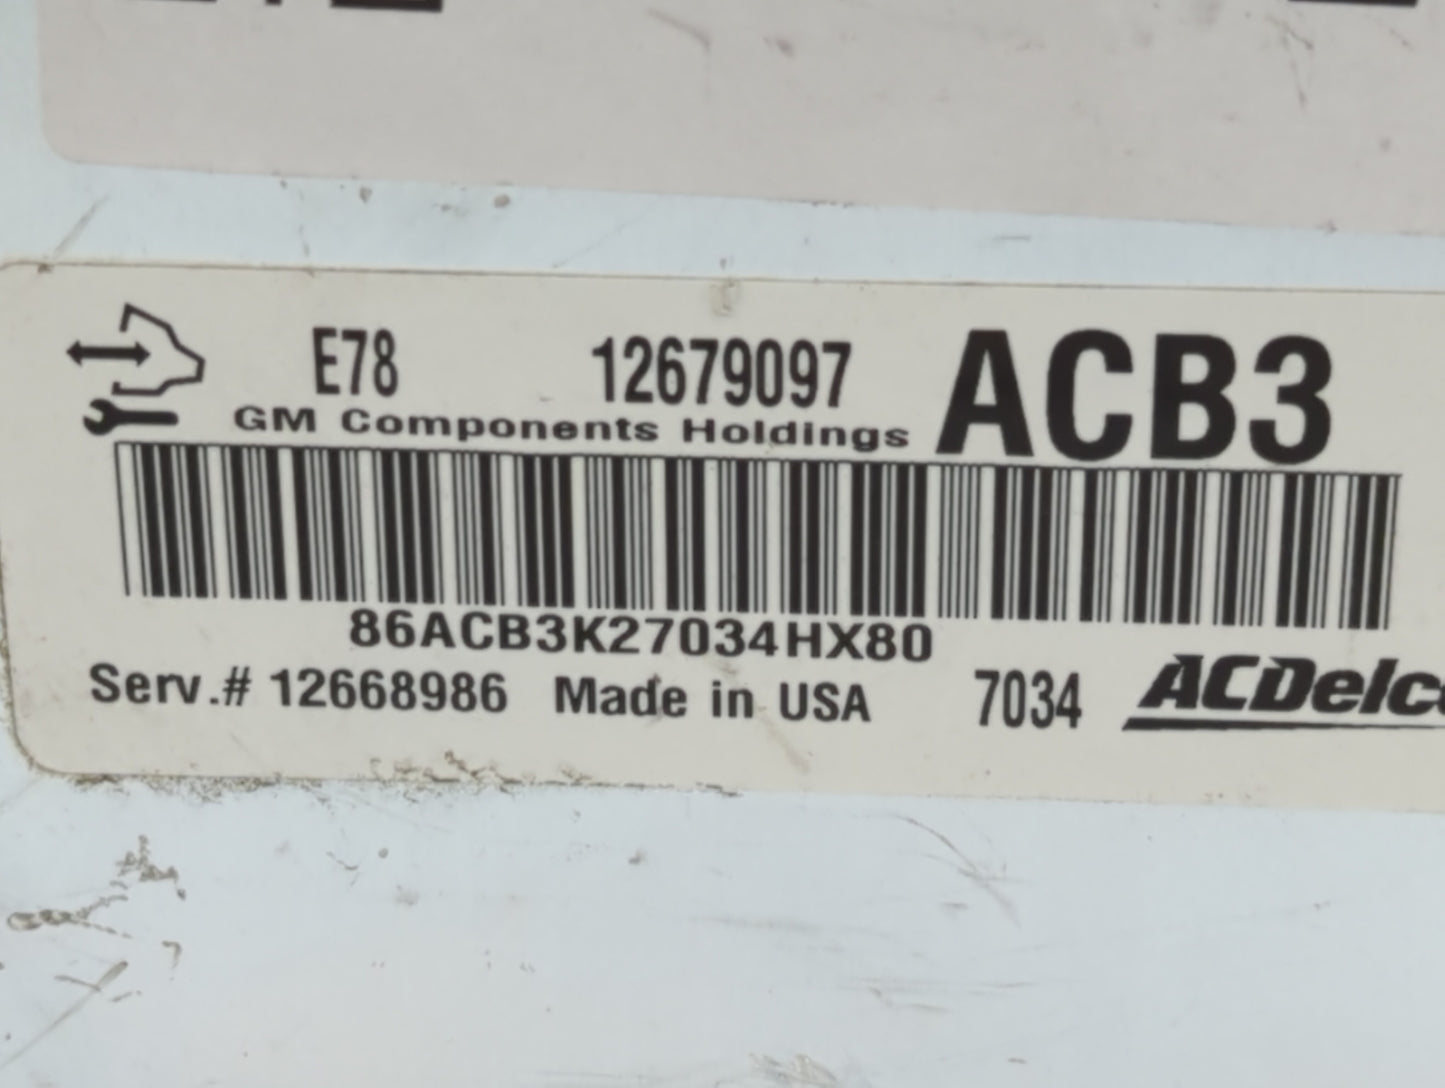 E78 12679097 ACB3
GM Components Holdings
86ACB3K27034HX80
Serv.# 12668986 Made in USA 7034